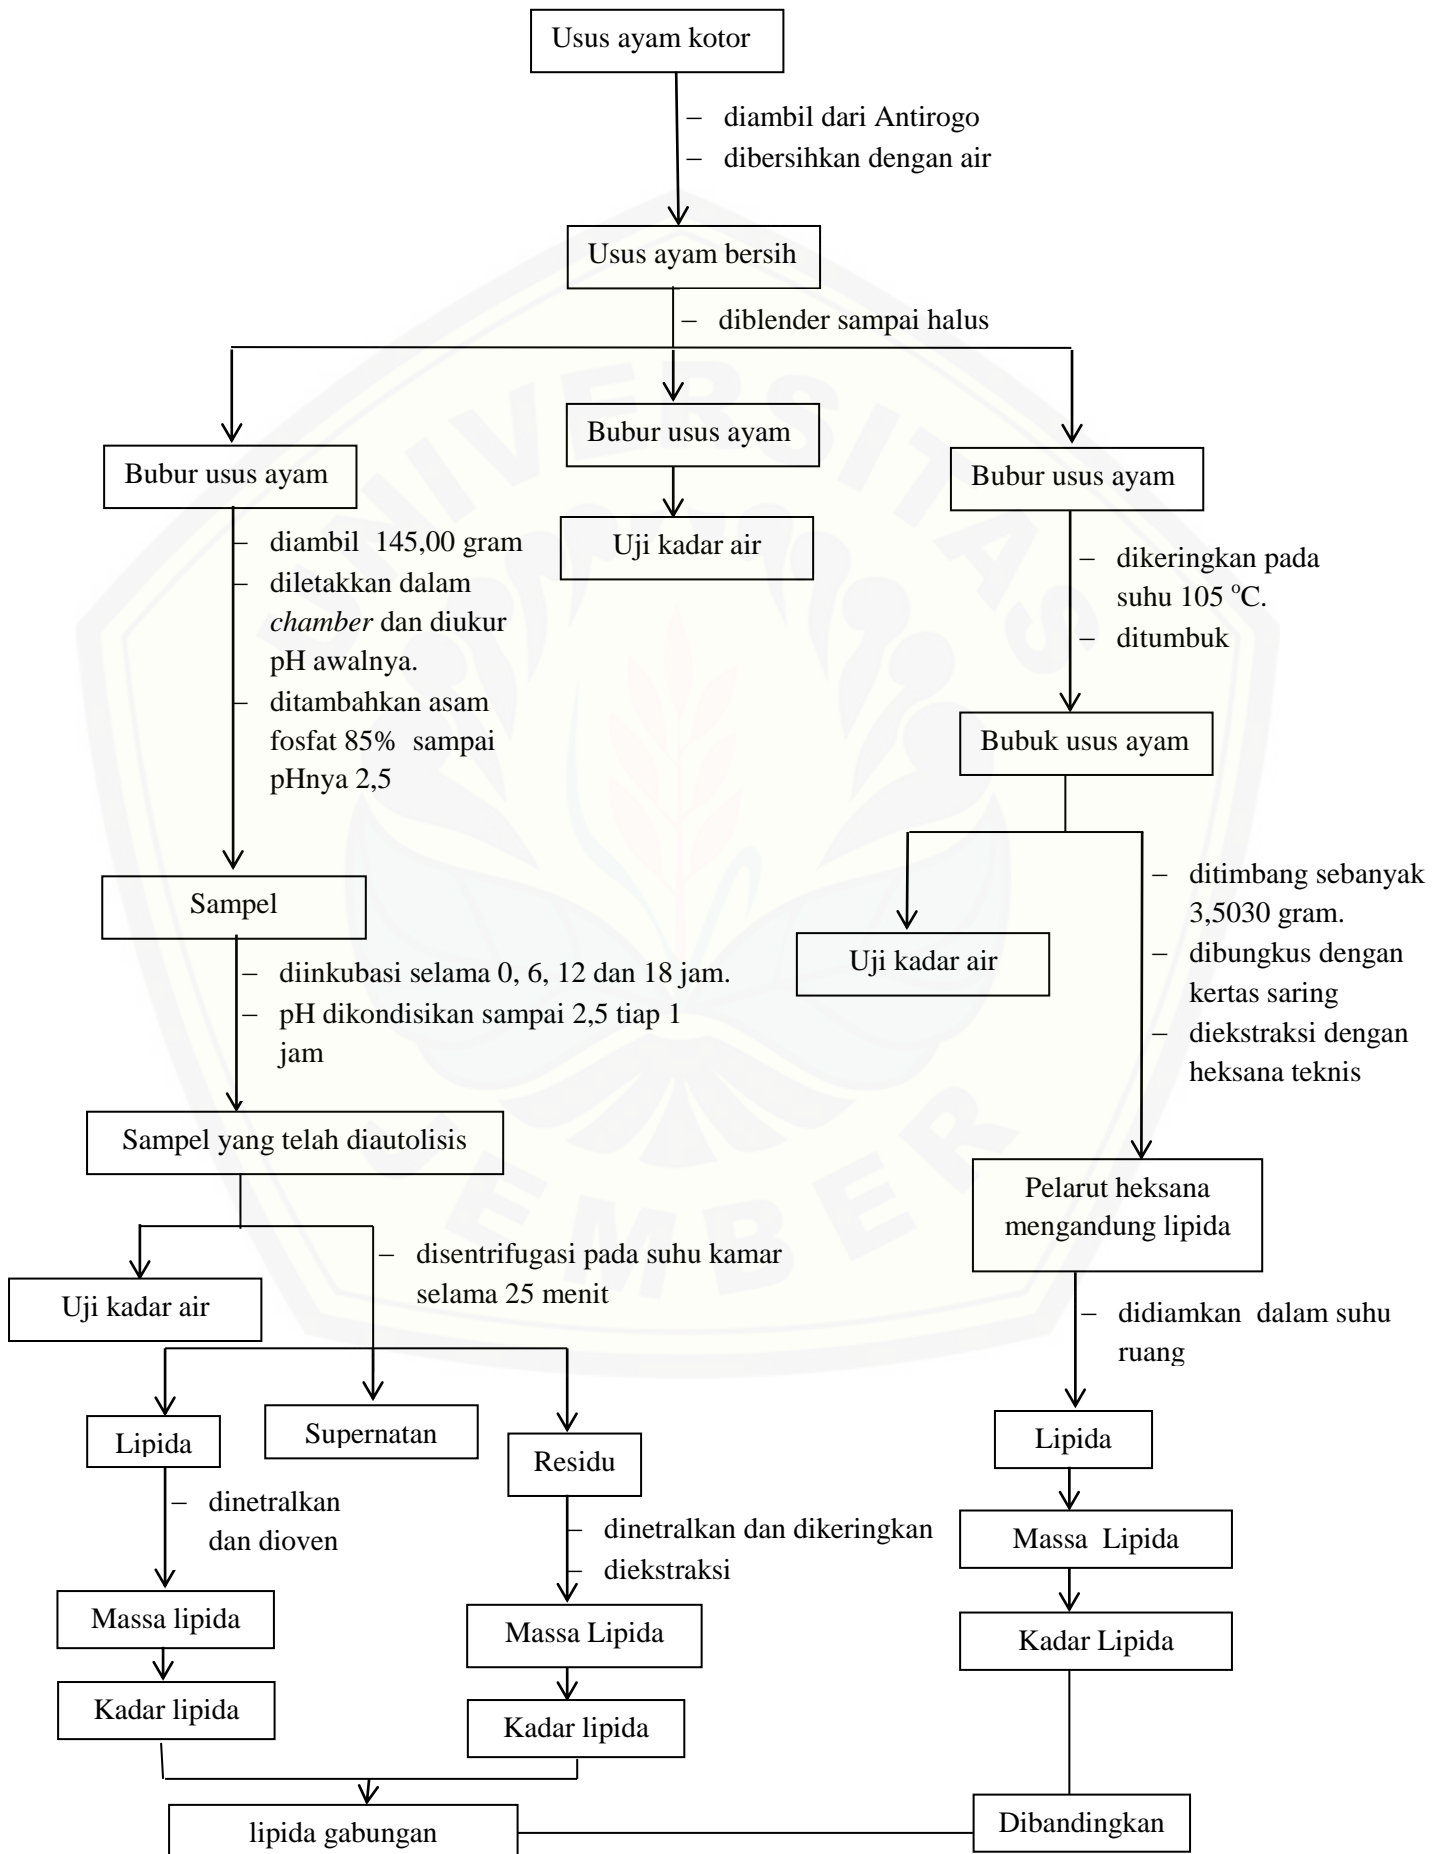 Usus ayam kotor
– diambil dari Antirogo
– dibersihkan dengan air
Usus ayam bersih
– diblender sampai halus
Bubur usus ayam
Bubur usus ayam
Bubur usus ayam
– diambil 145,00 gram
– diletakkan dalam
chamber dan diukur
pH awalnya.
– ditambahkan asam
fosfat 85% sampai
pHnya 2,5
Uji kadar air
– dikeringkan pada
suhu 105 °C.
– ditumbuk
Bubuk usus ayam
Sampel
– diinkubasi selama 0, 6, 12 dan 18 jam.
– pH dikondisikan sampai 2,5 tiap 1
jam
Uji kadar air
– ditimbang sebanyak
3,5030 gram.
– dibungkus dengan
kertas saring
– diekstraksi dengan
heksana teknis
Sampel yang telah diautolisis
Uji kadar air
– disentrifugasi pada suhu kamar
selama 25 menit
Pelarut heksana
mengandung lipida
– didiamkan dalam suhu
ruang
Lipida
Supernatan
Residu
Lipida
– dinetralkan
dan dioven
– dinetralkan dan dikeringkan
– diekstraksi
Massa Lipida
Massa lipida
Massa Lipida
Kadar Lipida
Kadar lipida
Kadar lipida
lipida gabungan
Dibandingkan
UNIVERSITAS
JEMBER